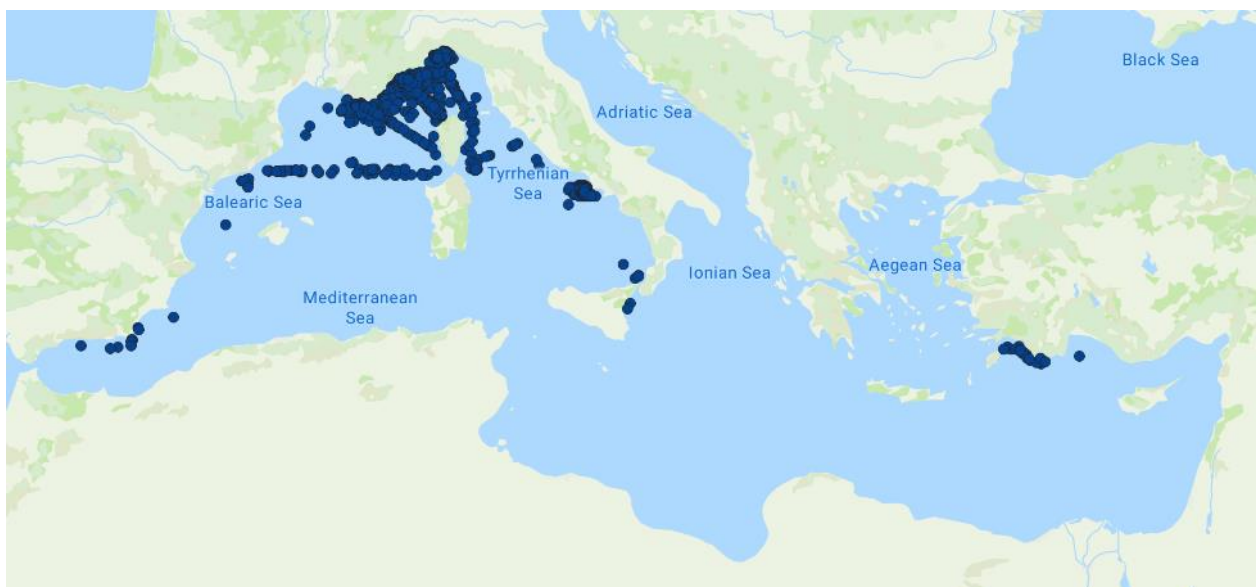 Black Sea
Adriatic Sea
Tyrrhenian
Sea
Balearic Sea
Ionian Sea
Aegean Sea
Mediterranean
Sea